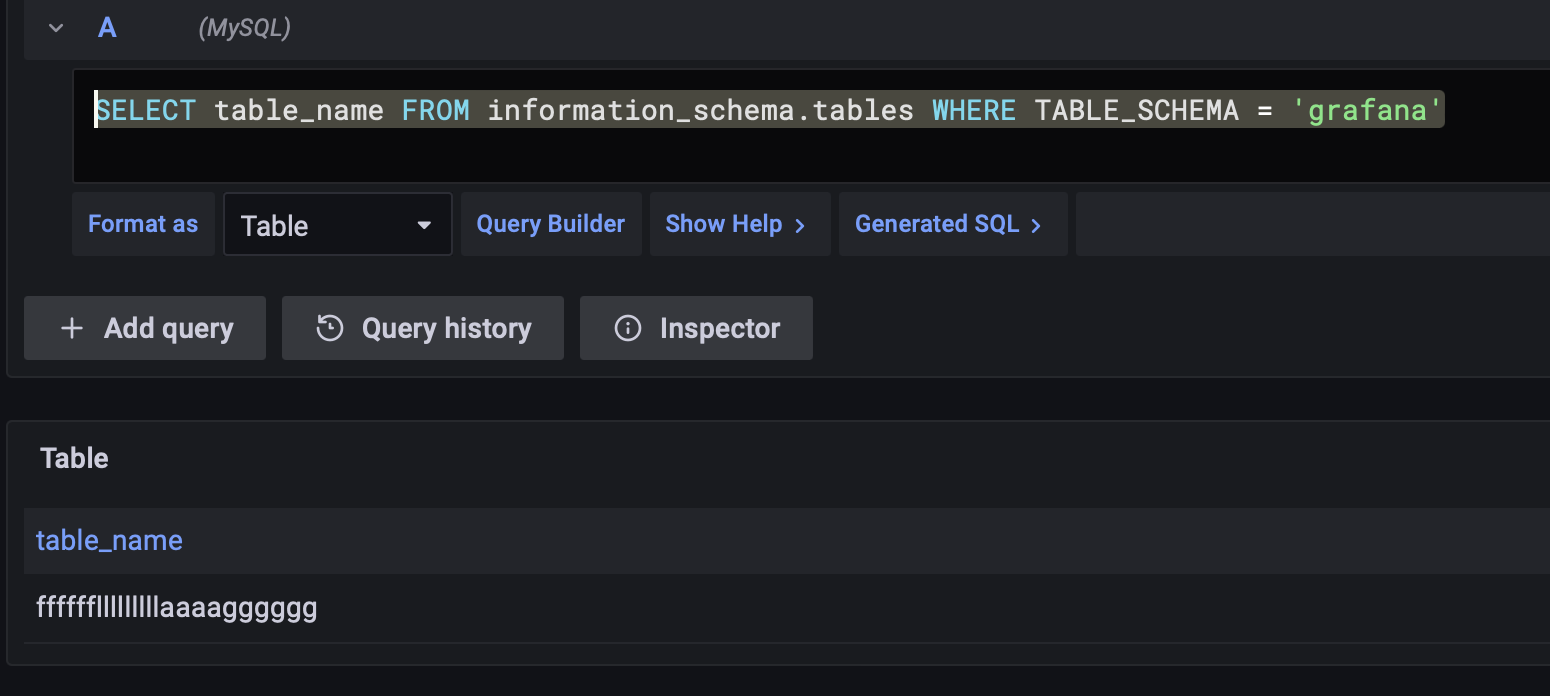 A (MySQL)
SELECT table_name FROM information_schema.tables WHERE TABLE_SCHEMA = 'grafana'
Format as Table Query Builder Show Help > Generated SQL >
+ Add query Query history Inspector
Table
table_name
fffffflllllllllaaaagggggg